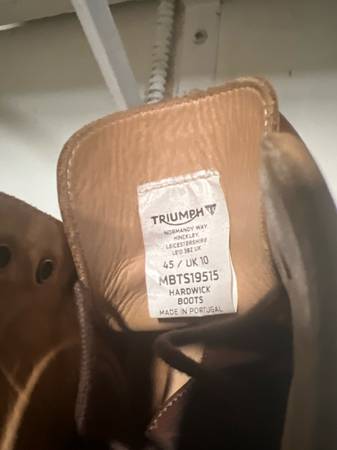 TRIUMPH
NORMANDY WAY
HINCKLEY
LEICESTERSHIRE
LE10 3BZ UK
45 / UK 10
MBTS19515
HARDWICK
BOOTS
MADE IN PORTUGAL